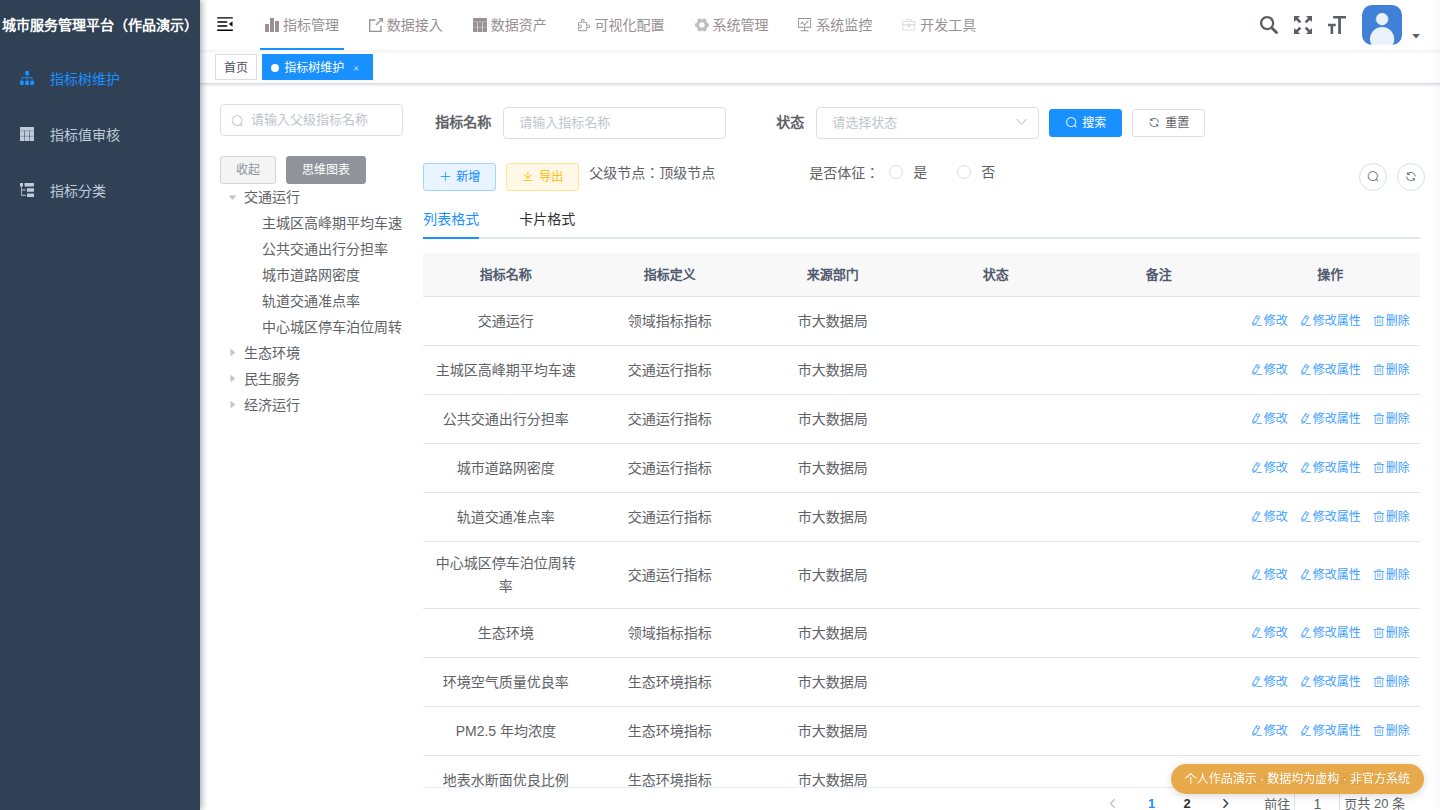 城市服务管理平台（作品演示）
指标管理 数据接入 数据资产 可视化配置 系统管理 系统监控 开发工具
指标树维护
指标值审核
指标分类
首页 指标树维护 ×
请输入父级指标名称
指标名称 请输入指标名称 状态 请选择状态 搜索 重置
收起 思维图表
新增 导出 父级节点：顶级节点 是否体征： 是 否
交通运行
主城区高峰期平均车速
公共交通出行分担率
城市道路网密度
轨道交通准点率
中心城区停车泊位周转
生态环境
民生服务
经济运行
列表格式 卡片格式
指标名称 指标定义 来源部门 状态 备注 操作
交通运行 领域指标指标 市大数据局 修改 修改属性 删除
主城区高峰期平均车速 交通运行指标 市大数据局 修改 修改属性 删除
公共交通出行分担率 交通运行指标 市大数据局 修改 修改属性 删除
城市道路网密度 交通运行指标 市大数据局 修改 修改属性 删除
轨道交通准点率 交通运行指标 市大数据局 修改 修改属性 删除
中心城区停车泊位周转
率 交通运行指标 市大数据局 修改 修改属性 删除
生态环境 领域指标指标 市大数据局 修改 修改属性 删除
环境空气质量优良率 生态环境指标 市大数据局 修改 修改属性 删除
PM2.5 年均浓度 生态环境指标 市大数据局 修改 修改属性 删除
地表水断面优良比例 生态环境指标 市大数据局
个人作品演示 · 数据均为虚构 · 非官方系统
1 2 前往 1 页共 20 条